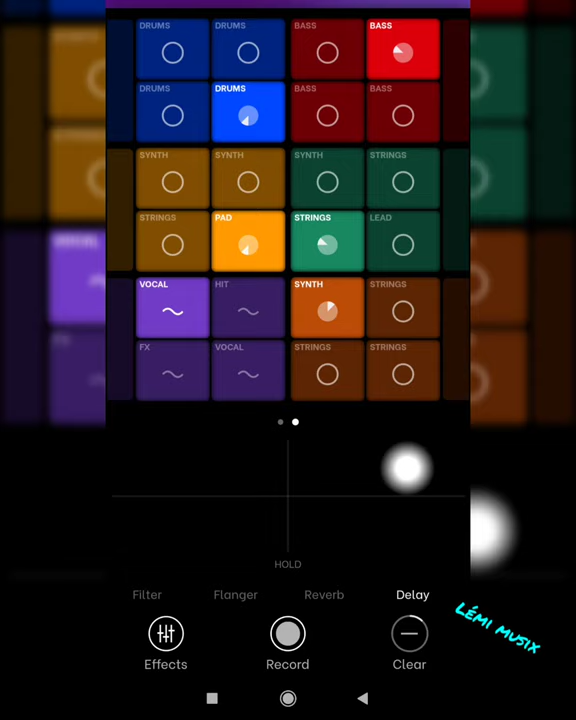 DRUMS DRUMS BASS BASS
DRUMS DRUMS BASS BASS
SYNTH SYNTH SYNTH STRINGS
STRINGS PAD STRINGS LEAD
VOCAL HIT SYNTH STRINGS
FX VOCAL STRINGS STRINGS
HOLD
Filter Flanger Reverb Delay
Effects Record Clear
LÉMI MUSIX